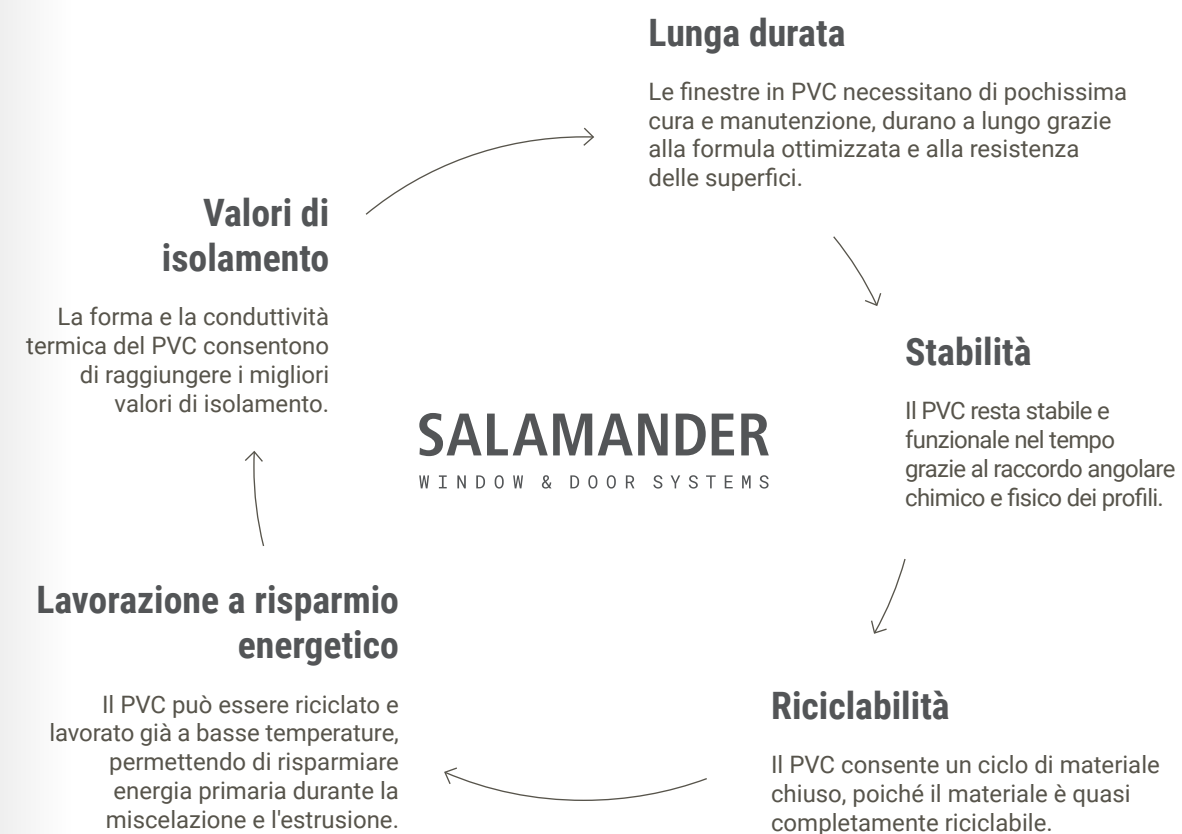 Lunga durata
Le finestre in PVC necessitano di pochissima
cura e manutenzione, durano a lungo grazie
alla formula ottimizzata e alla resistenza
delle superfici.
Stabilità
Il PVC resta stabile e
funzionale nel tempo
grazie al raccordo angolare
chimico e fisico dei profili.
Riciclabilità
Il PVC consente un ciclo di materiale
chiuso, poiché il materiale è quasi
completamente riciclabile.
Lavorazione a risparmio
energetico
Il PVC può essere riciclato e
lavorato già a basse temperature,
permettendo di risparmiare
energia primaria durante la
miscelazione e l'estrusione.
Valori di
isolamento
La forma e la conduttività
termica del PVC consentono
di raggiungere i migliori
valori di isolamento.
SALAMANDER
WINDOW & DOOR SYSTEMS